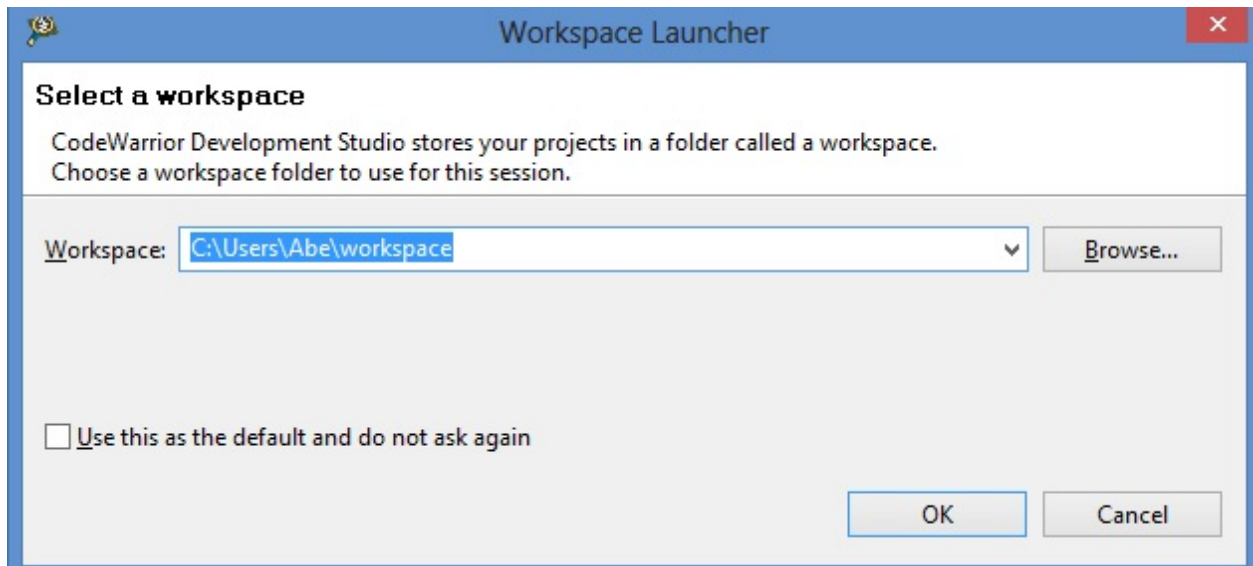 Workspace Launcher
Select a workspace
CodeWarrior Development Studio stores your projects in a folder called a workspace.
Choose a workspace folder to use for this session.
Workspace: C:\Users\Abe\workspace Browse...
Use this as the default and do not ask again
OK Cancel